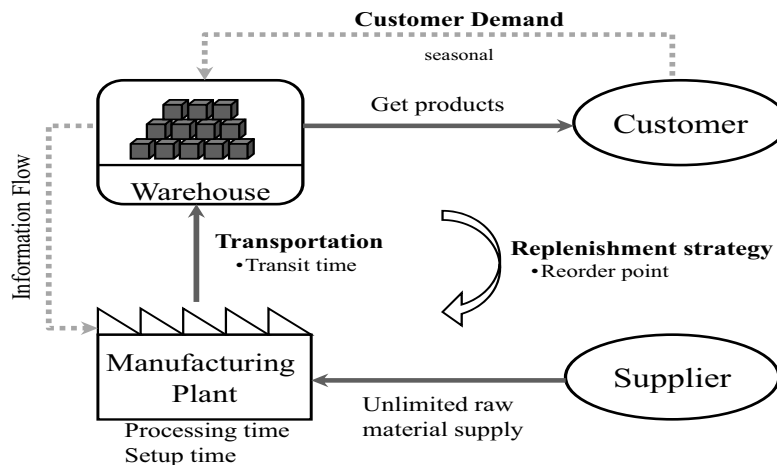 Customer Demand
seasonal
Get products
Customer
Warehouse
Information Flow
Transportation
•Transit time
Replenishment strategy
•Reorder point
Manufacturing
Plant
Supplier
Unlimited raw
material supply
Processing time
Setup time